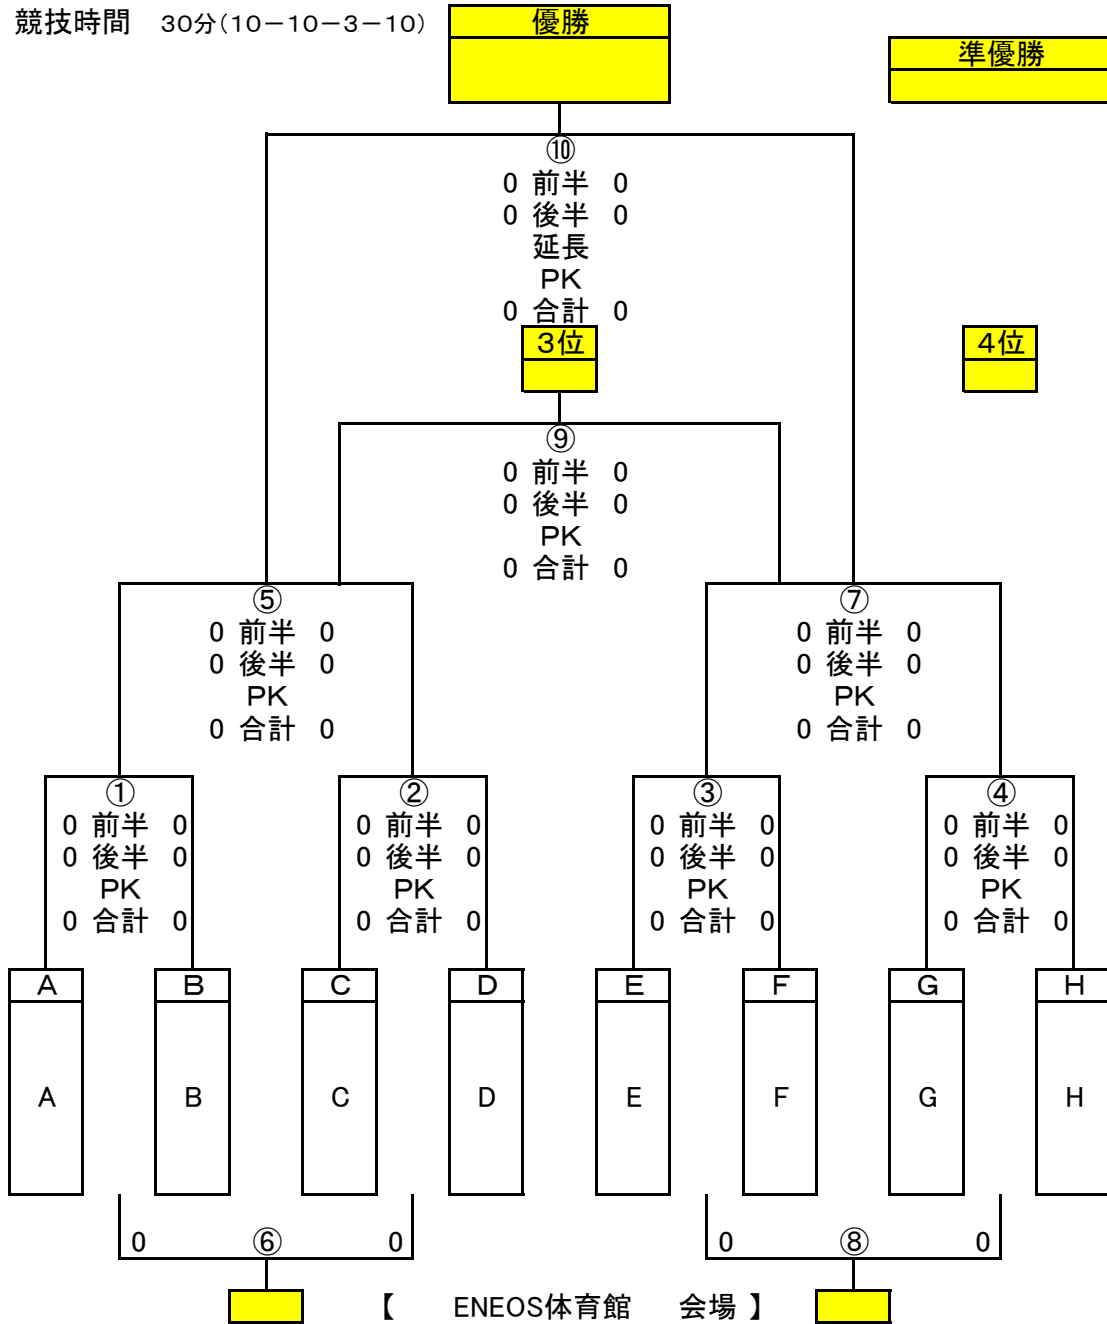 競技時間　30分(10－10－3－10)
優勝
準優勝
⑩
0 前半 0
0 後半 0
延長
PK
0 合計 0
3位 4位
⑨
0 前半 0
0 後半 0
PK
0 合計 0
⑤ ⑦
0 前半 0 0 前半 0
0 後半 0 0 後半 0
PK PK
0 合計 0 0 合計 0
① ② ③ ④
0 前半 0 0 前半 0 0 前半 0 0 前半 0
0 後半 0 0 後半 0 0 後半 0 0 後半 0
PK PK PK PK
0 合計 0 0 合計 0 0 合計 0 0 合計 0
A B C D E F G H
A B C D E F G H
0 ⑥ 0 0 ⑧ 0
【　ENEOS体育館　会場 】